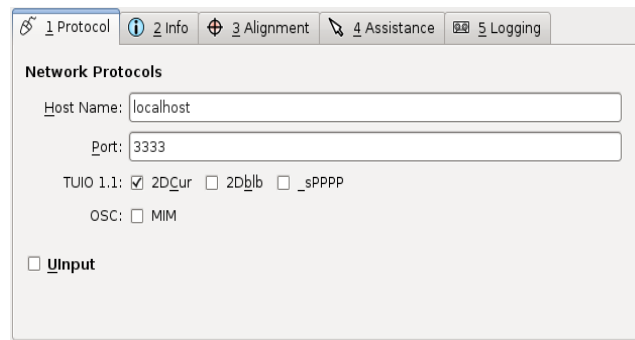 1 Protocol 2 Info 3 Alignment 4 Assistance 5 Logging
Network Protocols
Host Name: localhost
Port: 3333
TUIO 1.1: 2DCur 2Dblb _sPPPP
OSC: MIM
UInput